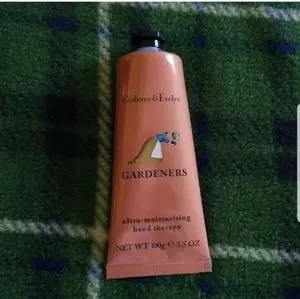 Crabtree & Evelyn
GARDENERS
ultra-moisturising
hand therapy
NET WT 100g ℮ 3.5 OZ